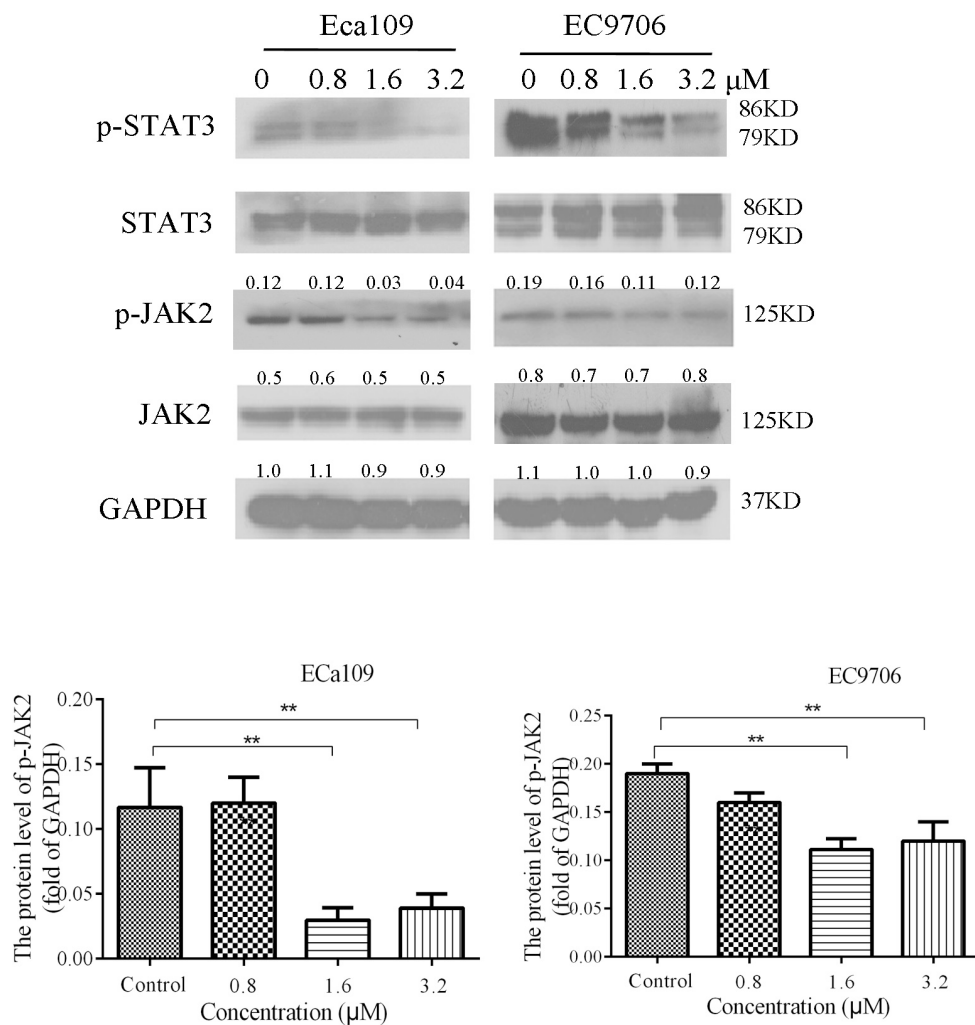 Eca109 EC9706
0 0.8 1.6 3.2 0 0.8 1.6 3.2 μM
p-STAT3 86KD
79KD
STAT3 86KD
79KD
0.12 0.12 0.03 0.04 0.19 0.16 0.11 0.12
p-JAK2 125KD
0.5 0.6 0.5 0.5 0.8 0.7 0.7 0.8
JAK2 125KD
1.0 1.1 0.9 0.9 1.1 1.0 1.0 0.9
GAPDH 37KD
ECa109
The protein level of p-JAK2
(fold of GAPDH)
0.20
0.15
0.10
0.05
0.00
**
**
Control 0.8 1.6 3.2
Concentration (μM)
EC9706
The protein level of p-JAK2
(fold of GAPDH)
0.25
0.20
0.15
0.10
0.05
0.00
**
**
Control 0.8 1.6 3.2
Concentration (μM)